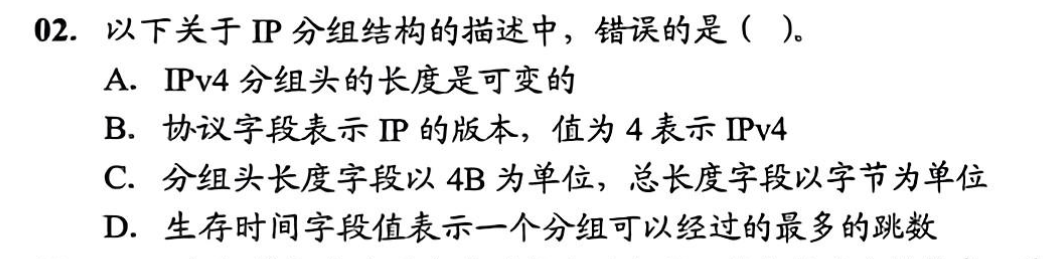 02. 以下关于 IP 分组结构的描述中，错误的是（ ）。
A. IPv4 分组头的长度是可变的
B. 协议字段表示 IP 的版本，值为 4 表示 IPv4
C. 分组头长度字段以 4B 为单位，总长度字段以字节为单位
D. 生存时间字段值表示一个分组可以经过的最多的跳数